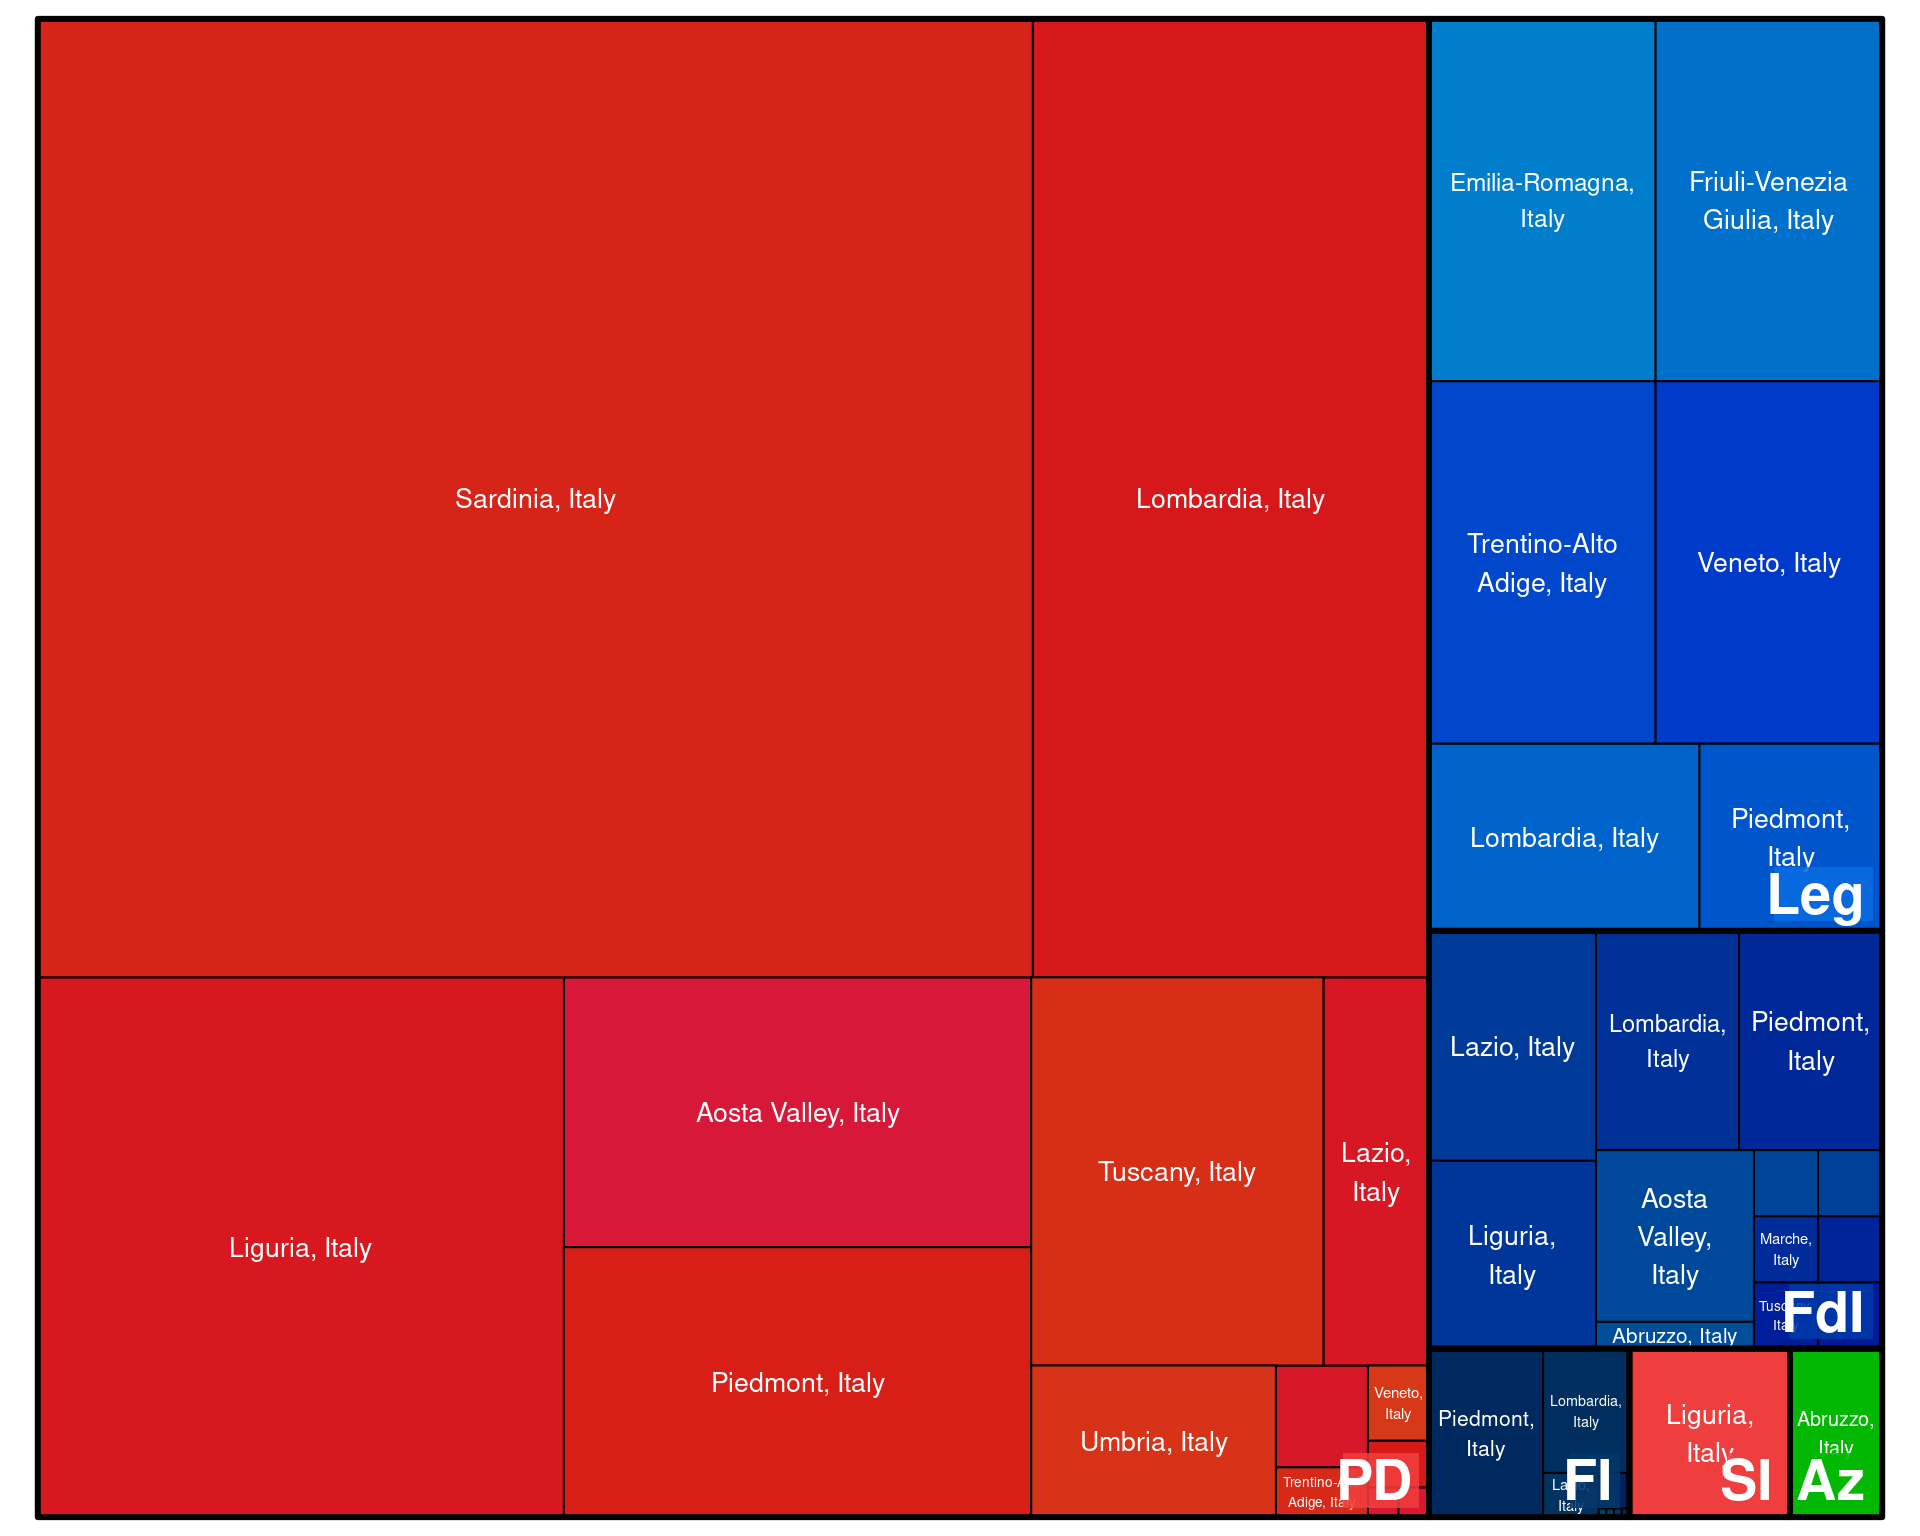 Sardinia, Italy
Lombardia, Italy
Liguria, Italy
Aosta Valley, Italy
Piedmont, Italy
Tuscany, Italy
Lazio,
Italy
Umbria, Italy
Veneto,
Italy
Adige, Italy
PD
Emilia-Romagna,
Italy
Friuli-Venezia
Giulia, Italy
Trentino-Alto
Adige, Italy
Veneto, Italy
Lombardia, Italy
Piedmont,
Italy
Leg
Lazio, Italy
Lombardia,
Italy
Piedmont,
Italy
Liguria,
Italy
Aosta
Valley,
Italy
Marche,
Italy
Abruzzo, Italy
FdI
Piedmont,
Italy
Lombardia,
Italy
Italy
FI
Liguria,
Italy
SI
Abruzzo,
Italy
Az